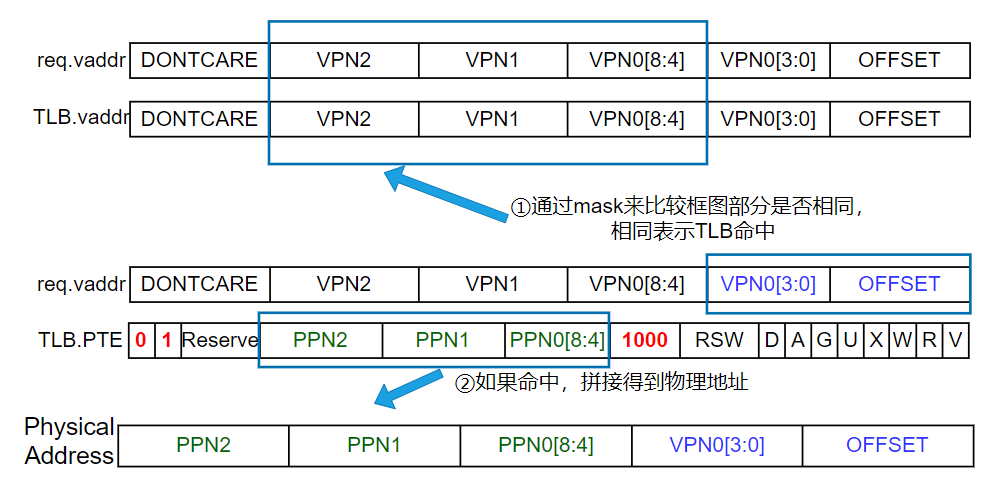 req.vaddr DONTCARE VPN2 VPN1 VPN0[8:4] VPN0[3:0] OFFSET
TLB.vaddr DONTCARE VPN2 VPN1 VPN0[8:4] VPN0[3:0] OFFSET
①通过mask来比较框图部分是否相同，
相同表示TLB命中
req.vaddr DONTCARE VPN2 VPN1 VPN0[8:4] VPN0[3:0] OFFSET
TLB.PTE 0 1 Reserve PPN2 PPN1 PPN0[8:4] 1000 RSW D A G U X W R V
②如果命中，拼接得到物理地址
Physical
Address PPN2 PPN1 PPN0[8:4] VPN0[3:0] OFFSET